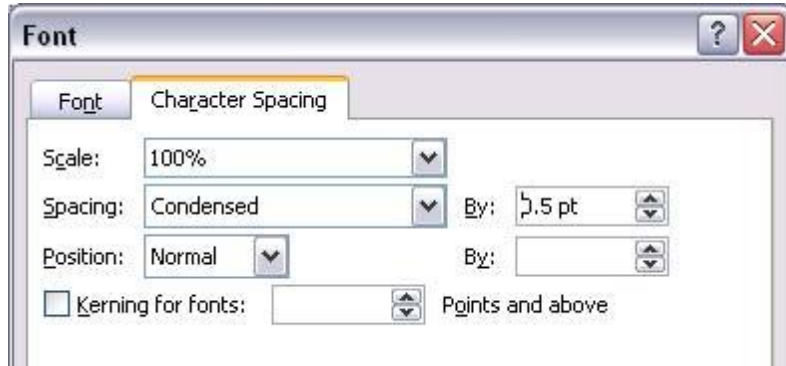 Font
Font Character Spacing
Scale: 100%
Spacing: Condensed By: 0.5 pt
Position: Normal By:
Kerning for fonts: Points and above